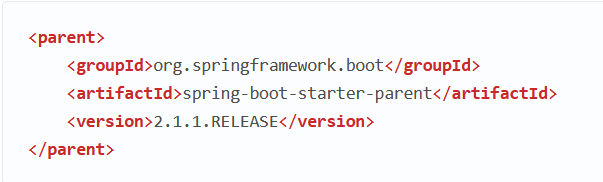 <parent>
    <groupId>org.springframework.boot</groupId>
    <artifactId>spring-boot-starter-parent</artifactId>
    <version>2.1.1.RELEASE</version>
</parent>